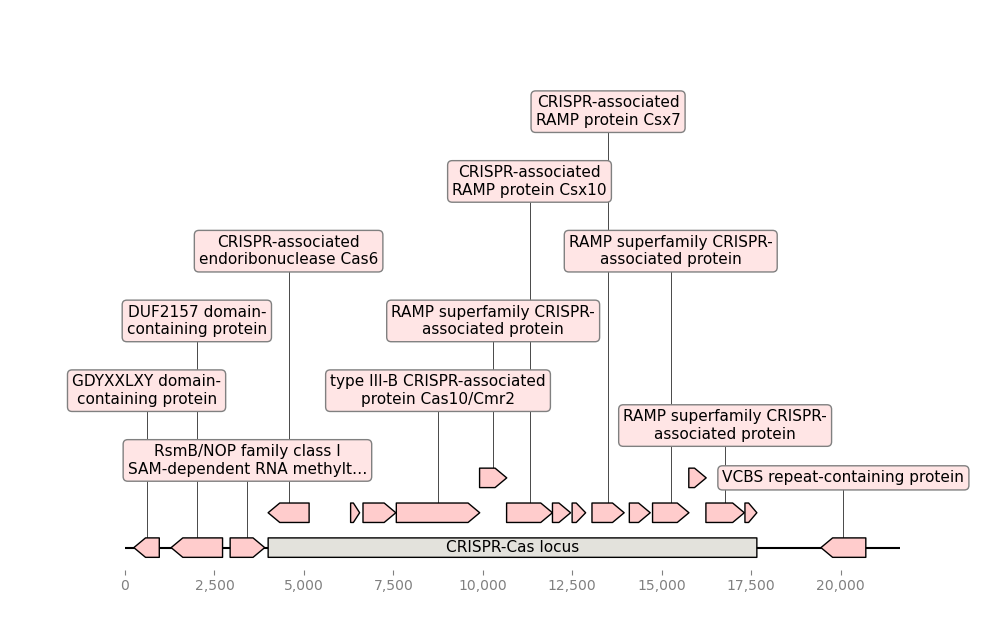 CRISPR-associated
RAMP protein Csx7
CRISPR-associated
RAMP protein Csx10
CRISPR-associated
endoribonuclease Cas6
RAMP superfamily CRISPR-
associated protein
DUF2157 domain-
containing protein
RAMP superfamily CRISPR-
associated protein
GDYXXLXY domain-
containing protein
type III-B CRISPR-associated
protein Cas10/Cmr2
RAMP superfamily CRISPR-
associated protein
RsmB/NOP family class I
SAM-dependent RNA methylt…
VCBS repeat-containing protein
CRISPR-Cas locus
0
2,500
5,000
7,500
10,000
12,500
15,000
17,500
20,000